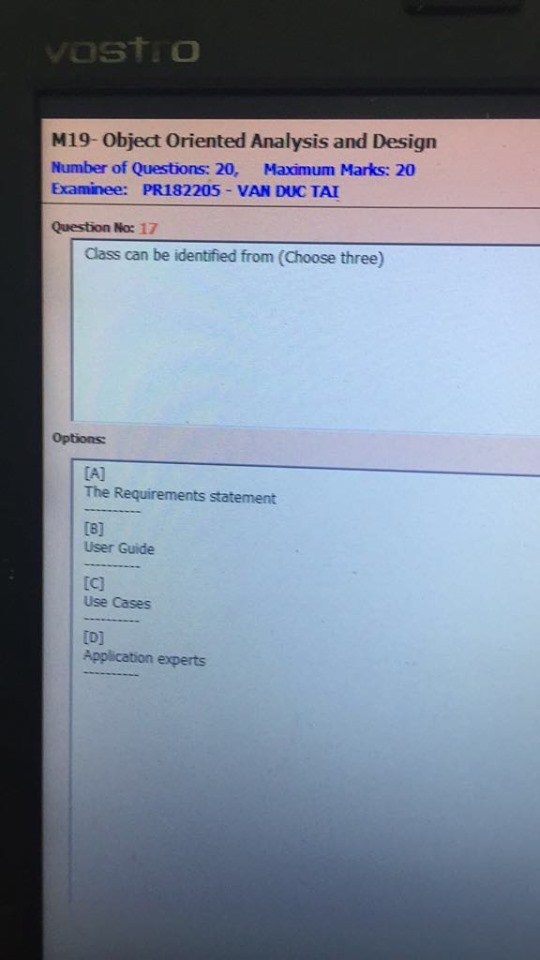 vostro
M19- Object Oriented Analysis and Design
Number of Questions: 20, Maximum Marks: 20
Examinee: PR182205 - VAN DUC TAI
Question No: 17
Class can be identified from (Choose three)
Options:
[A]
The Requirements statement
----------
[B]
User Guide
----------
[C]
Use Cases
----------
[D]
Application experts
----------